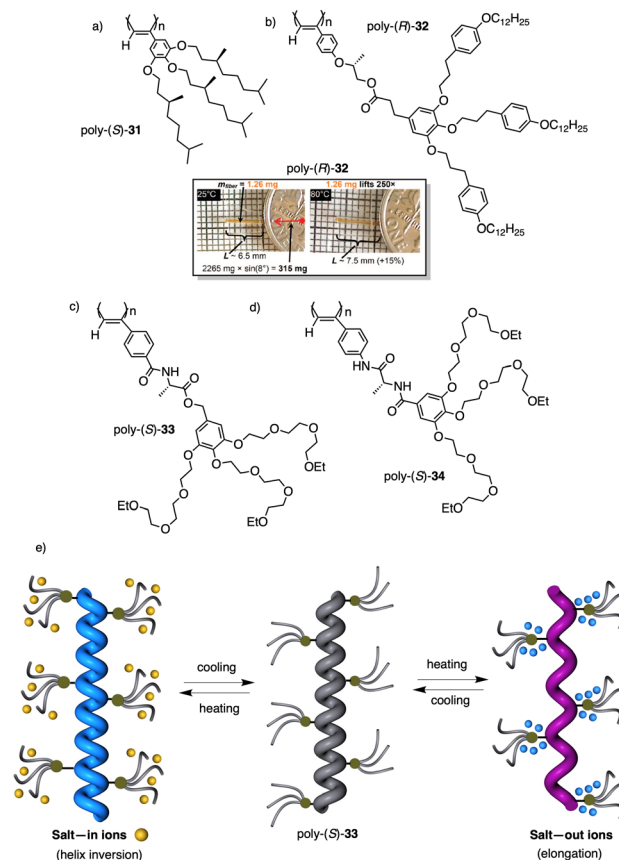 a)
n
H
O
O
O
poly-(S)-31
b)
poly-(R)-32
n
H
O
O
O
O
O
O
OC12H25
OC12H25
OC12H25
poly-(R)-32
25°C
mfiber = 1.26 mg
L ~ 6.5 mm
2265 mg × sin(8°) = 315 mg
80°C
1.26 mg lifts 250×
L ~ 7.5 mm (+15%)
c)
n
H
O
NH
O
O
poly-(S)-33
O
O
O
O
O
O
O
O
O
OEt
EtO
EtO
d)
n
H
NH
O
NH
O
poly-(S)-34
O
O
O
O
O
O
O
O
O
OEt
OEt
EtO
e)
cooling
heating
heating
cooling
Salt—in ions
(helix inversion)
poly-(S)-33
Salt—out ions
(elongation)